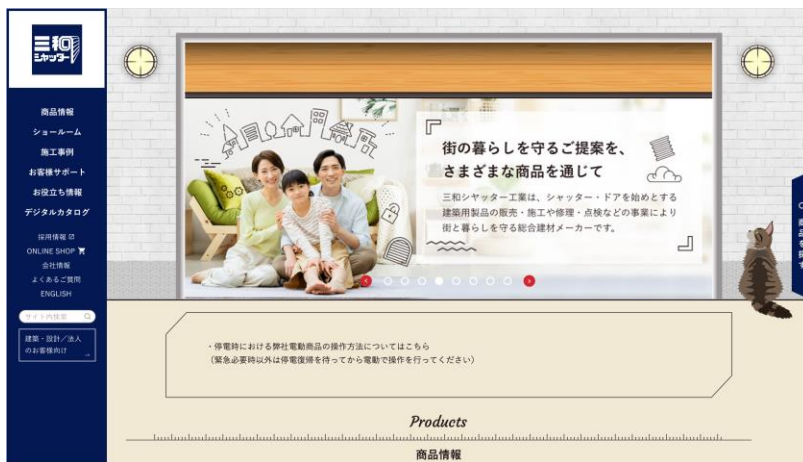 三和
シヤッター
商品情報
ショールーム
施工事例
お客様サポート
お役立ち情報
デジタルカタログ
採用情報
ONLINE SHOP
会社情報
よくあるご質問
ENGLISH
サイト内検索
建築・設計/法人
のお客様向け
街の暮らしを守るご提案を、
さまざまな商品を通じて
三和シヤッター工業は、シャッター・ドアを始めとする
建築用製品の販売・施工や修理・点検などの事業により
街と暮らしを守る総合建材メーカーです。
商品を探す
・停電時における弊社電動商品の操作方法についてはこちら
(緊急必要時以外は停電復帰を待ってから電動で操作を行ってください)
Products
商品情報